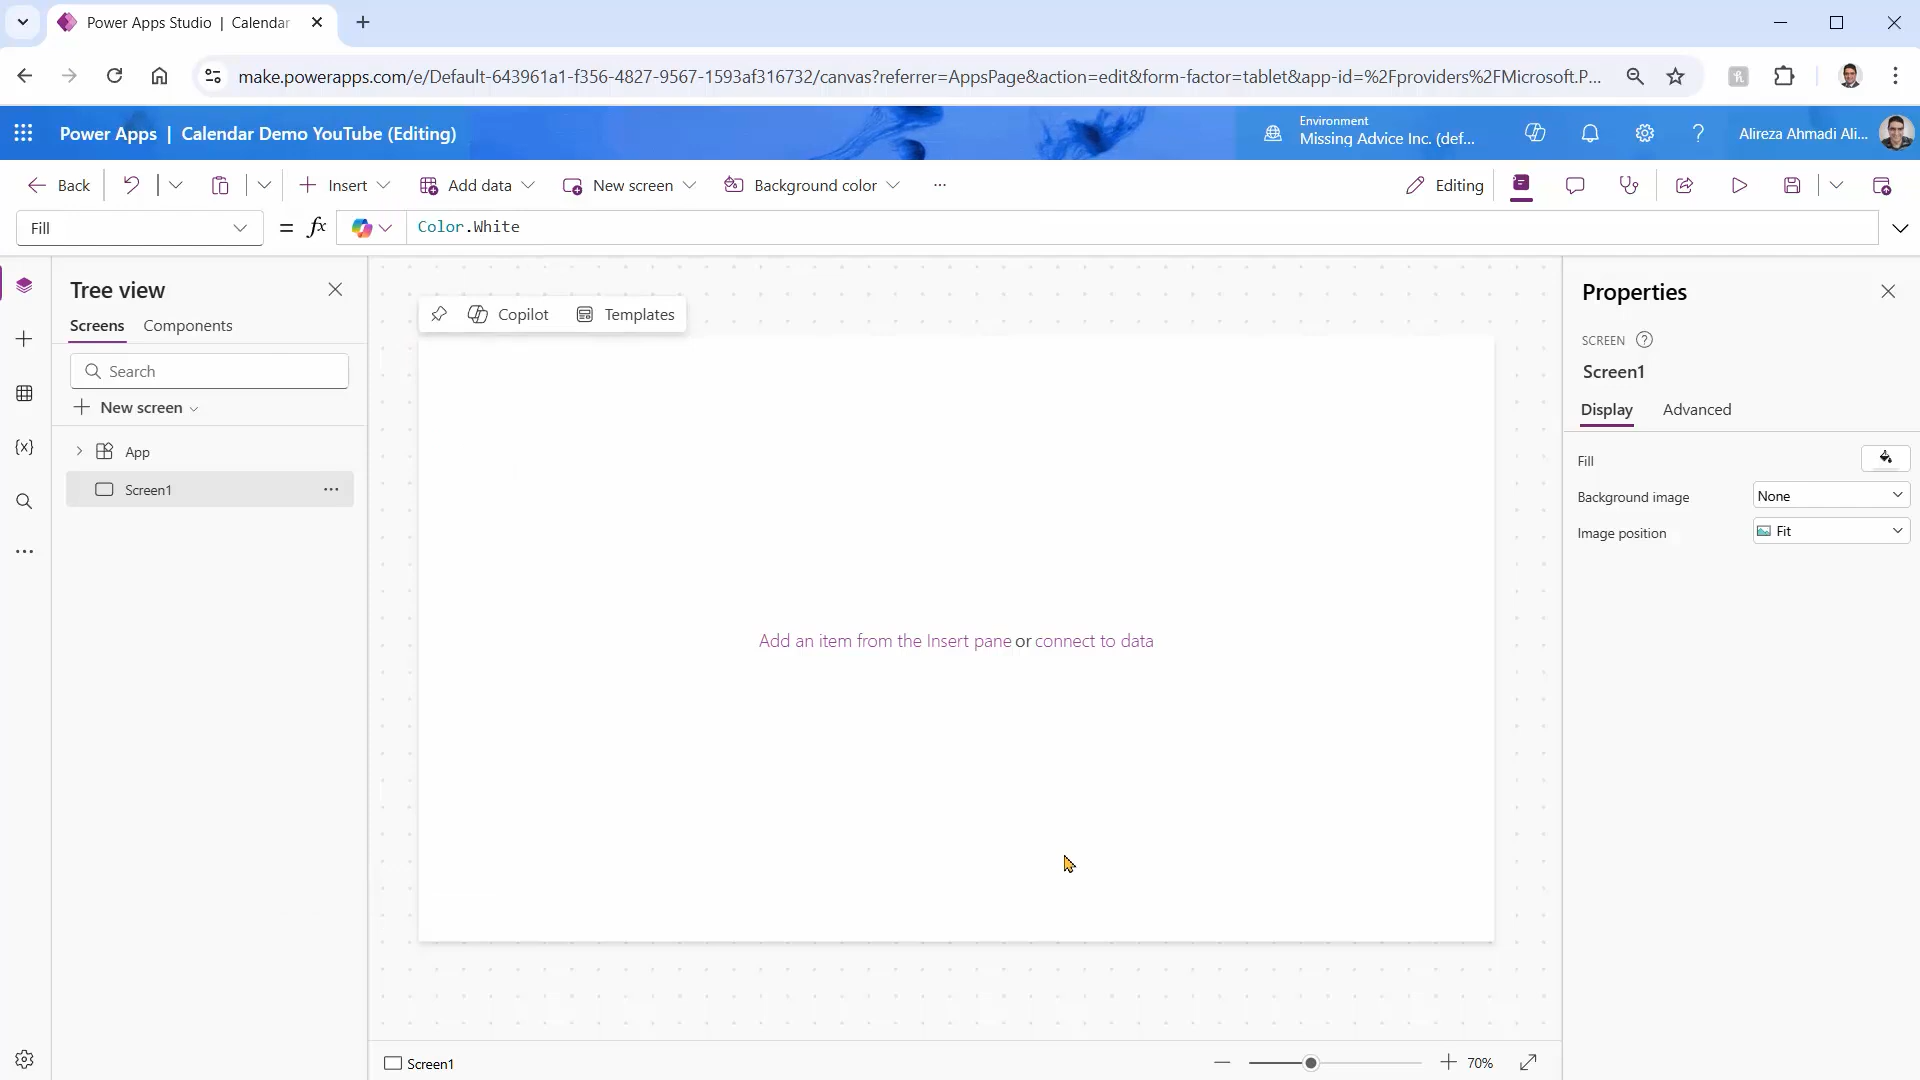 Power Apps Studio | Calendar
make.powerapps.com/e/Default-643961a1-f356-4827-9567-1593af316732/canvas?referrer=AppsPage&action=edit&form-factor=tablet&app-id=%2Fproviders%2FMicrosoft.P...
Power Apps | Calendar Demo YouTube (Editing)
Environment
Missing Advice Inc. (def...
Alireza Ahmadi Ali...
Back
Insert
Add data
New screen
Background color
...
Editing
Fill
= fx
Color.White
Tree view
Screens
Components
Search
New screen
App
Screen1
...
Copilot
Templates
Add an item from the Insert pane or connect to data
Properties
SCREEN
Screen1
Display
Advanced
Fill
Background image
None
Image position
Fit
Screen1
70%